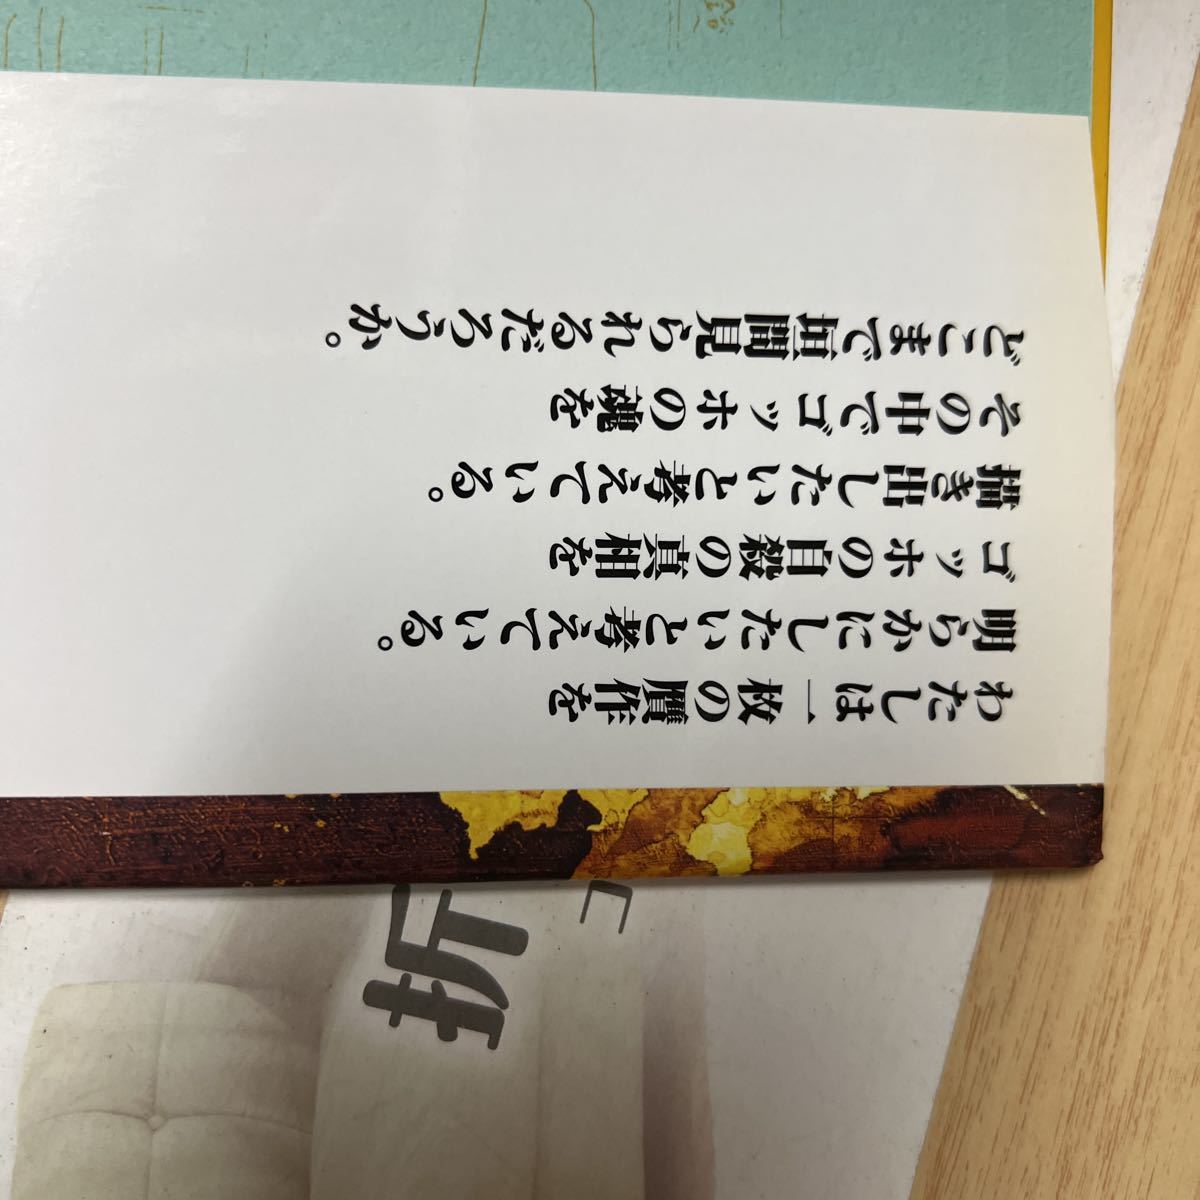 わたしは一枚の贋作を
明らかにしたいと考えている。
ゴッホの自殺の真相を
描き出したいと考えている。
その中でゴッホの魂を
どこまで垣間見られるだろうか。
折